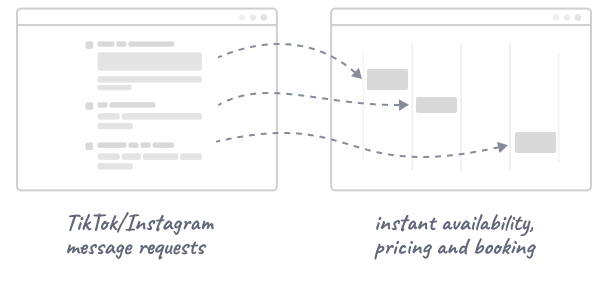 TikTok/Instagram
message requests
instant availability,
pricing and booking